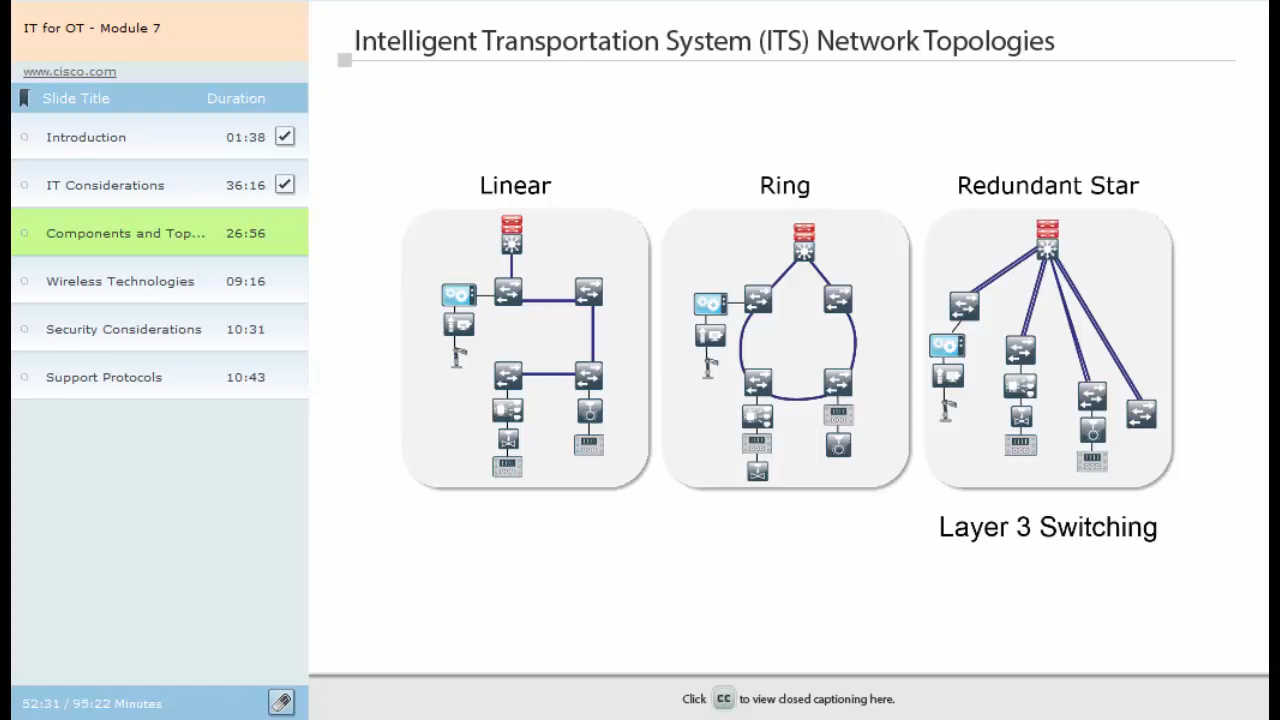 IT for OT - Module 7
www.cisco.com
Slide Title Duration
Introduction 01:38
IT Considerations 36:16
Components and Top... 26:56
Wireless Technologies 09:16
Security Considerations 10:31
Support Protocols 10:43
52:31 / 95:22 Minutes
Intelligent Transportation System (ITS) Network Topologies
Linear
Ring
Redundant Star
Layer 3 Switching
Click CC to view closed captioning here.